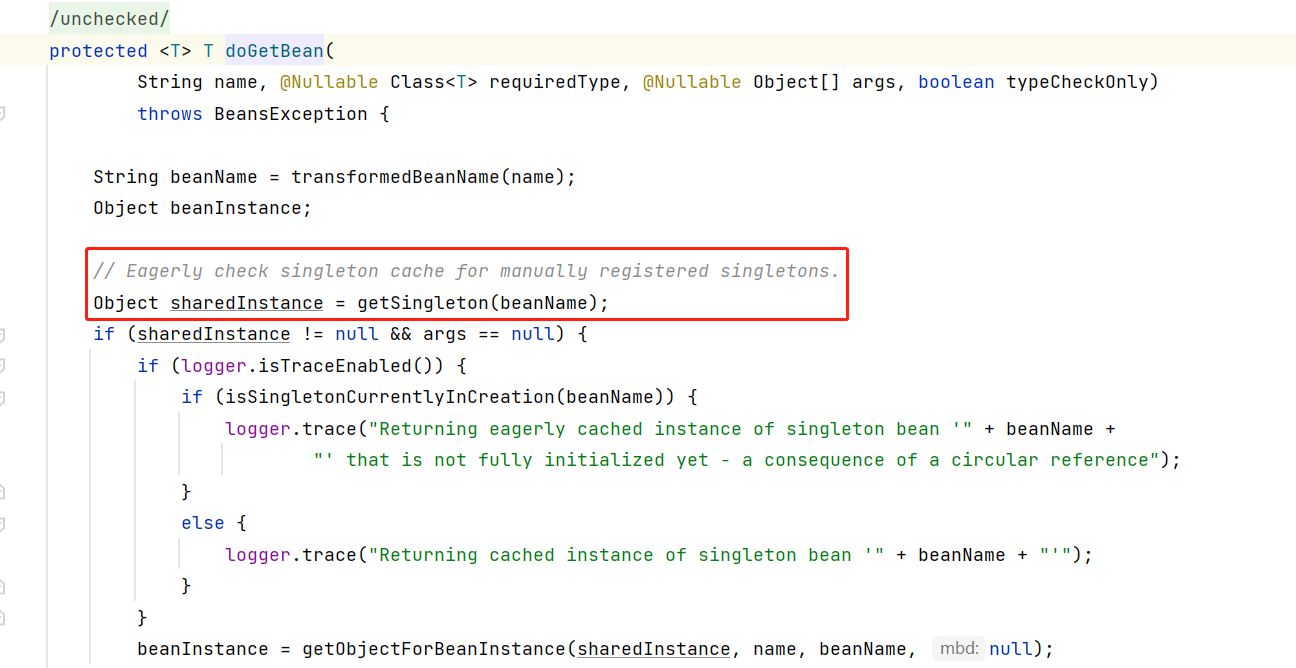 /unchecked/
protected <T> T doGetBean(
        String name, @Nullable Class<T> requiredType, @Nullable Object[] args, boolean typeCheckOnly)
        throws BeansException {
    String beanName = transformedBeanName(name);
    Object beanInstance;
    // Eagerly check singleton cache for manually registered singletons.
    Object sharedInstance = getSingleton(beanName);
    if (sharedInstance != null && args == null) {
        if (logger.isTraceEnabled()) {
            if (isSingletonCurrentlyInCreation(beanName)) {
                logger.trace("Returning eagerly cached instance of singleton bean '" + beanName +
                        "' that is not fully initialized yet - a consequence of a circular reference");
            }
            else {
                logger.trace("Returning cached instance of singleton bean '" + beanName + "'");
            }
        }
        beanInstance = getObjectForBeanInstance(sharedInstance, name, beanName, mbd: null);